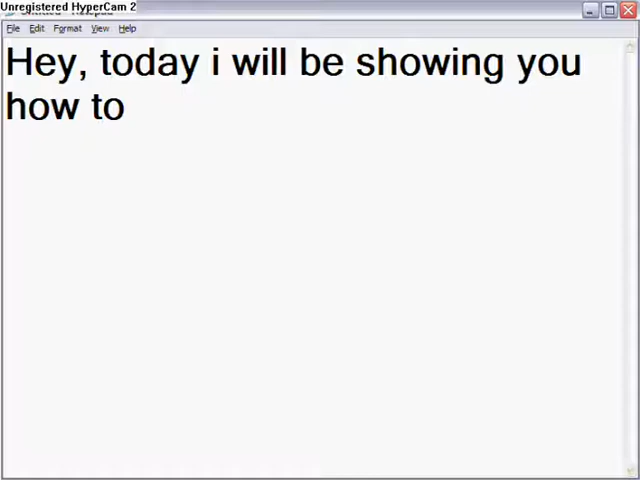 Unregistered HyperCam 2
File Edit Format View Help
Hey, today i will be showing you
how to